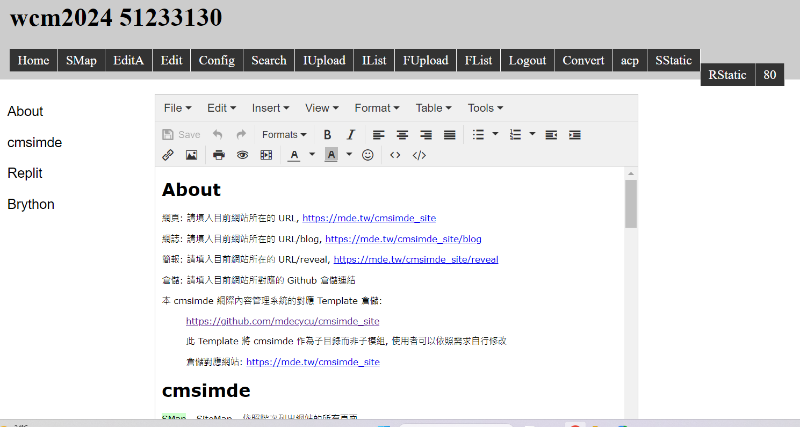 wcm2024 51233130
Home SMap EditA Edit Config Search IUpload IList FUpload FList Logout Convert acp SStatic
RStatic 80
About
cmsimde
Replit
Brython
File Edit Insert View Format Table Tools
Save Formats B I
A A
About
網頁: 請填入目前網站所在的 URL, https://mde.tw/cmsimde_site
網誌: 請填入目前網站所在的 URL/blog, https://mde.tw/cmsimde_site/blog
簡報: 請填入目前網站所在的 URL/reveal, https://mde.tw/cmsimde_site/reveal
倉儲: 請填入目前網站所對應的 Github 倉儲連結
本 cmsimde 網際內容管理系統的對應 Template 倉儲:
https://github.com/mdecycu/cmsimde_site
此 Template 將 cmsimde 作為子目錄而非子模組, 使用者可以依照需求自行修改
倉儲對應網站: https://mde.tw/cmsimde_site
cmsimde
SMap - SiteMap - 依照階次列出網站的所有頁面